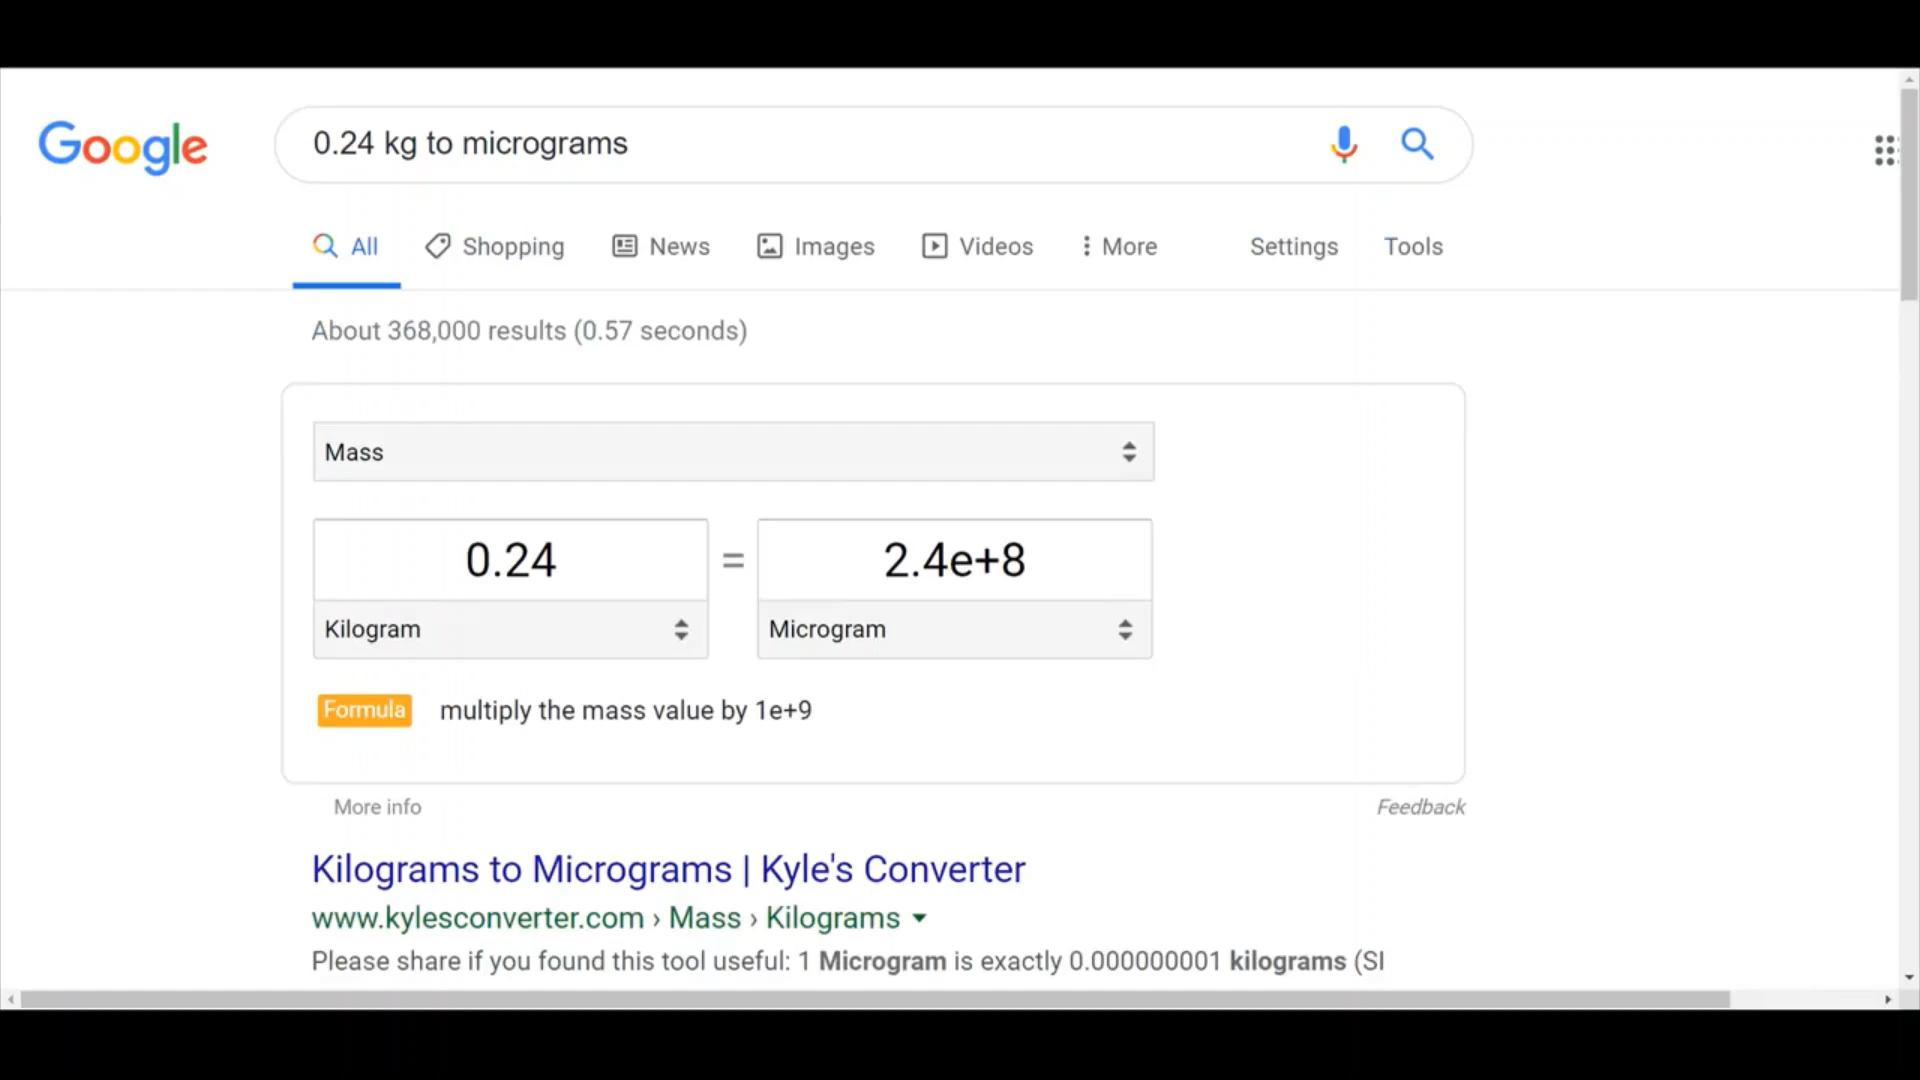 Google
0.24 kg to micrograms
All Shopping News Images Videos More Settings Tools
About 368,000 results (0.57 seconds)
Mass
0.24 = 2.4e+8
Kilogram Microgram
Formula multiply the mass value by 1e+9
More info Feedback
Kilograms to Micrograms | Kyle's Converter
www.kylesconverter.com › Mass › Kilograms
Please share if you found this tool useful: 1 Microgram is exactly 0.000000001 kilograms (SI